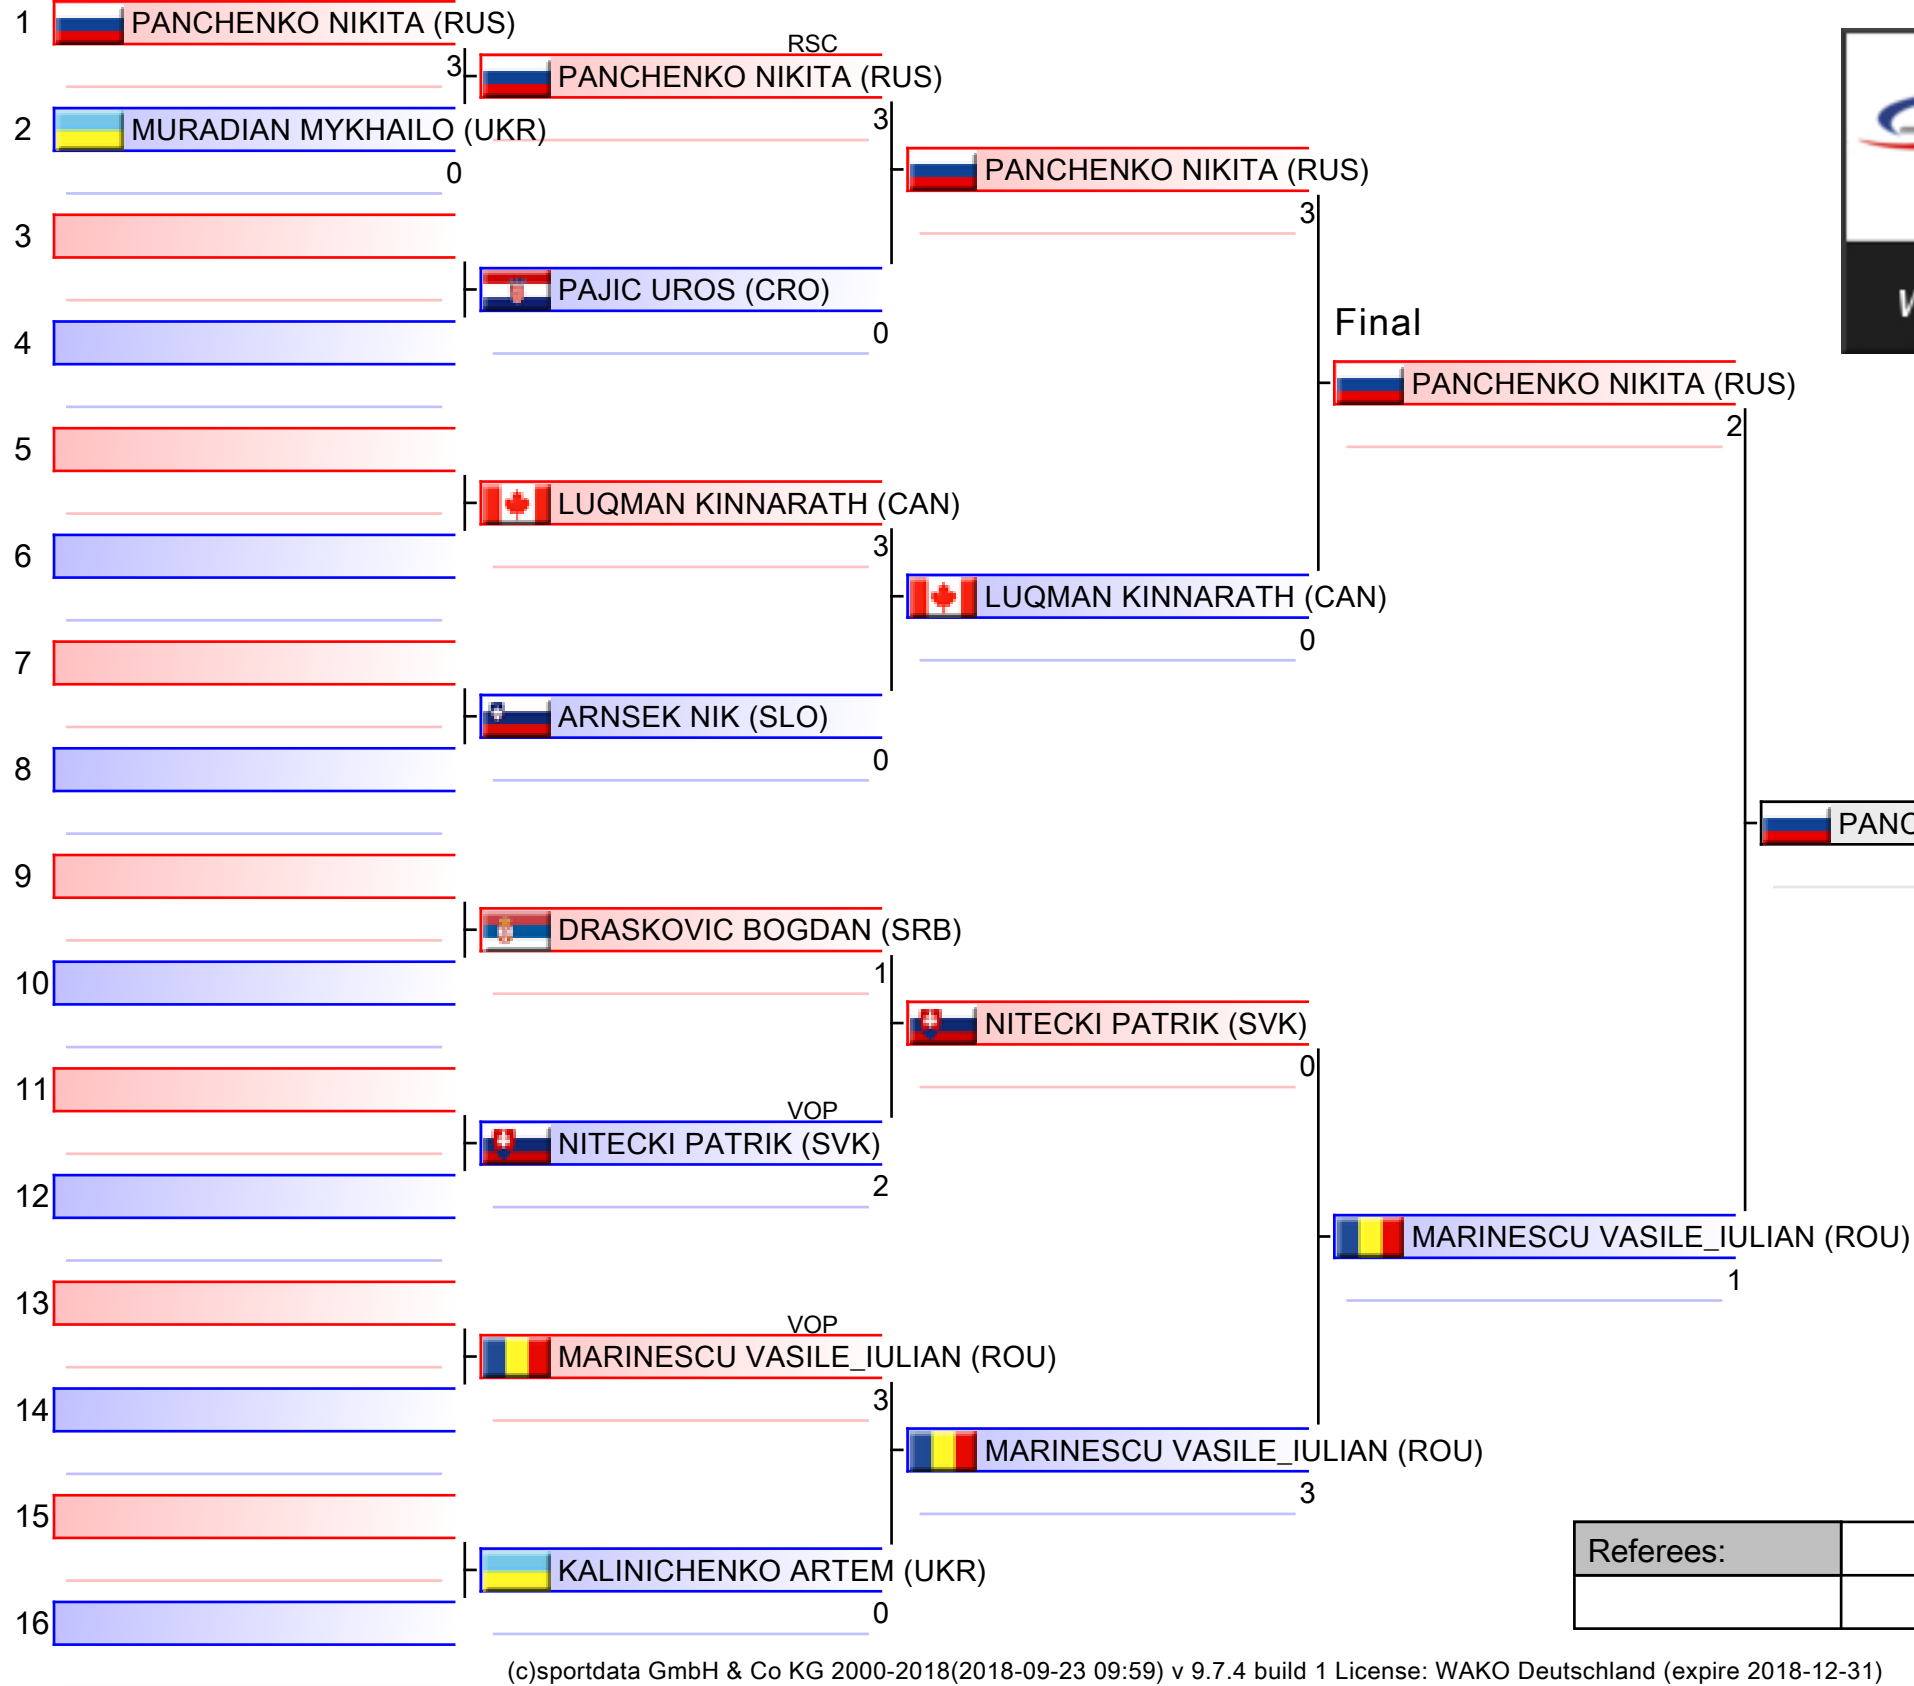 1 PANCHENKO NIKITA (RUS)
3
RSC
PANCHENKO NIKITA (RUS)
2 MURADIAN MYKHAILO (UKR)
0
3
PANCHENKO NIKITA (RUS)
3
3
PAJIC UROS (CRO)
0
4
Final
PANCHENKO NIKITA (RUS)
2
5
LUQMAN KINNARATH (CAN)
3
6
LUQMAN KINNARATH (CAN)
0
7
ARNSEK NIK (SLO)
0
8
PANC
9
DRASKOVIC BOGDAN (SRB)
1
10
NITECKI PATRIK (SVK)
0
11
VOP
NITECKI PATRIK (SVK)
2
12
MARINESCU VASILE_IULIAN (ROU)
1
13
VOP
MARINESCU VASILE_IULIAN (ROU)
3
14
MARINESCU VASILE_IULIAN (ROU)
3
15
Referees:
KALINICHENKO ARTEM (UKR)
0
16
(c)sportdata GmbH & Co KG 2000-2018(2018-09-23 09:59) v 9.7.4 build 1 License: WAKO Deutschland (expire 2018-12-31)